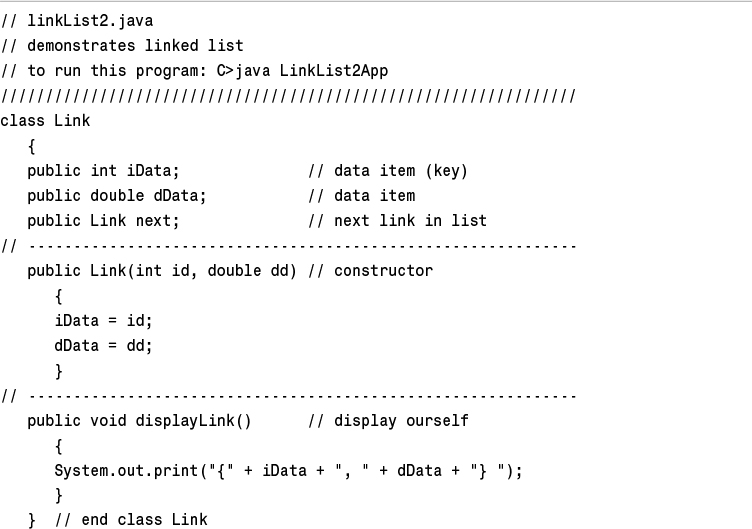 // linkList2.java
// demonstrates linked list
// to run this program: C>java LinkList2App
////////////////////////////////////////////////////////////////
class Link
   {
   public int iData;              // data item (key)
   public double dData;           // data item
   public Link next;              // next link in list
// -------------------------------------------------------------
   public Link(int id, double dd) // constructor
      {
      iData = id;
      dData = dd;
      }
// -------------------------------------------------------------
   public void displayLink()      // display ourself
      {
      System.out.print("{" + iData + ", " + dData + "} ");
      }
   }  // end class Link